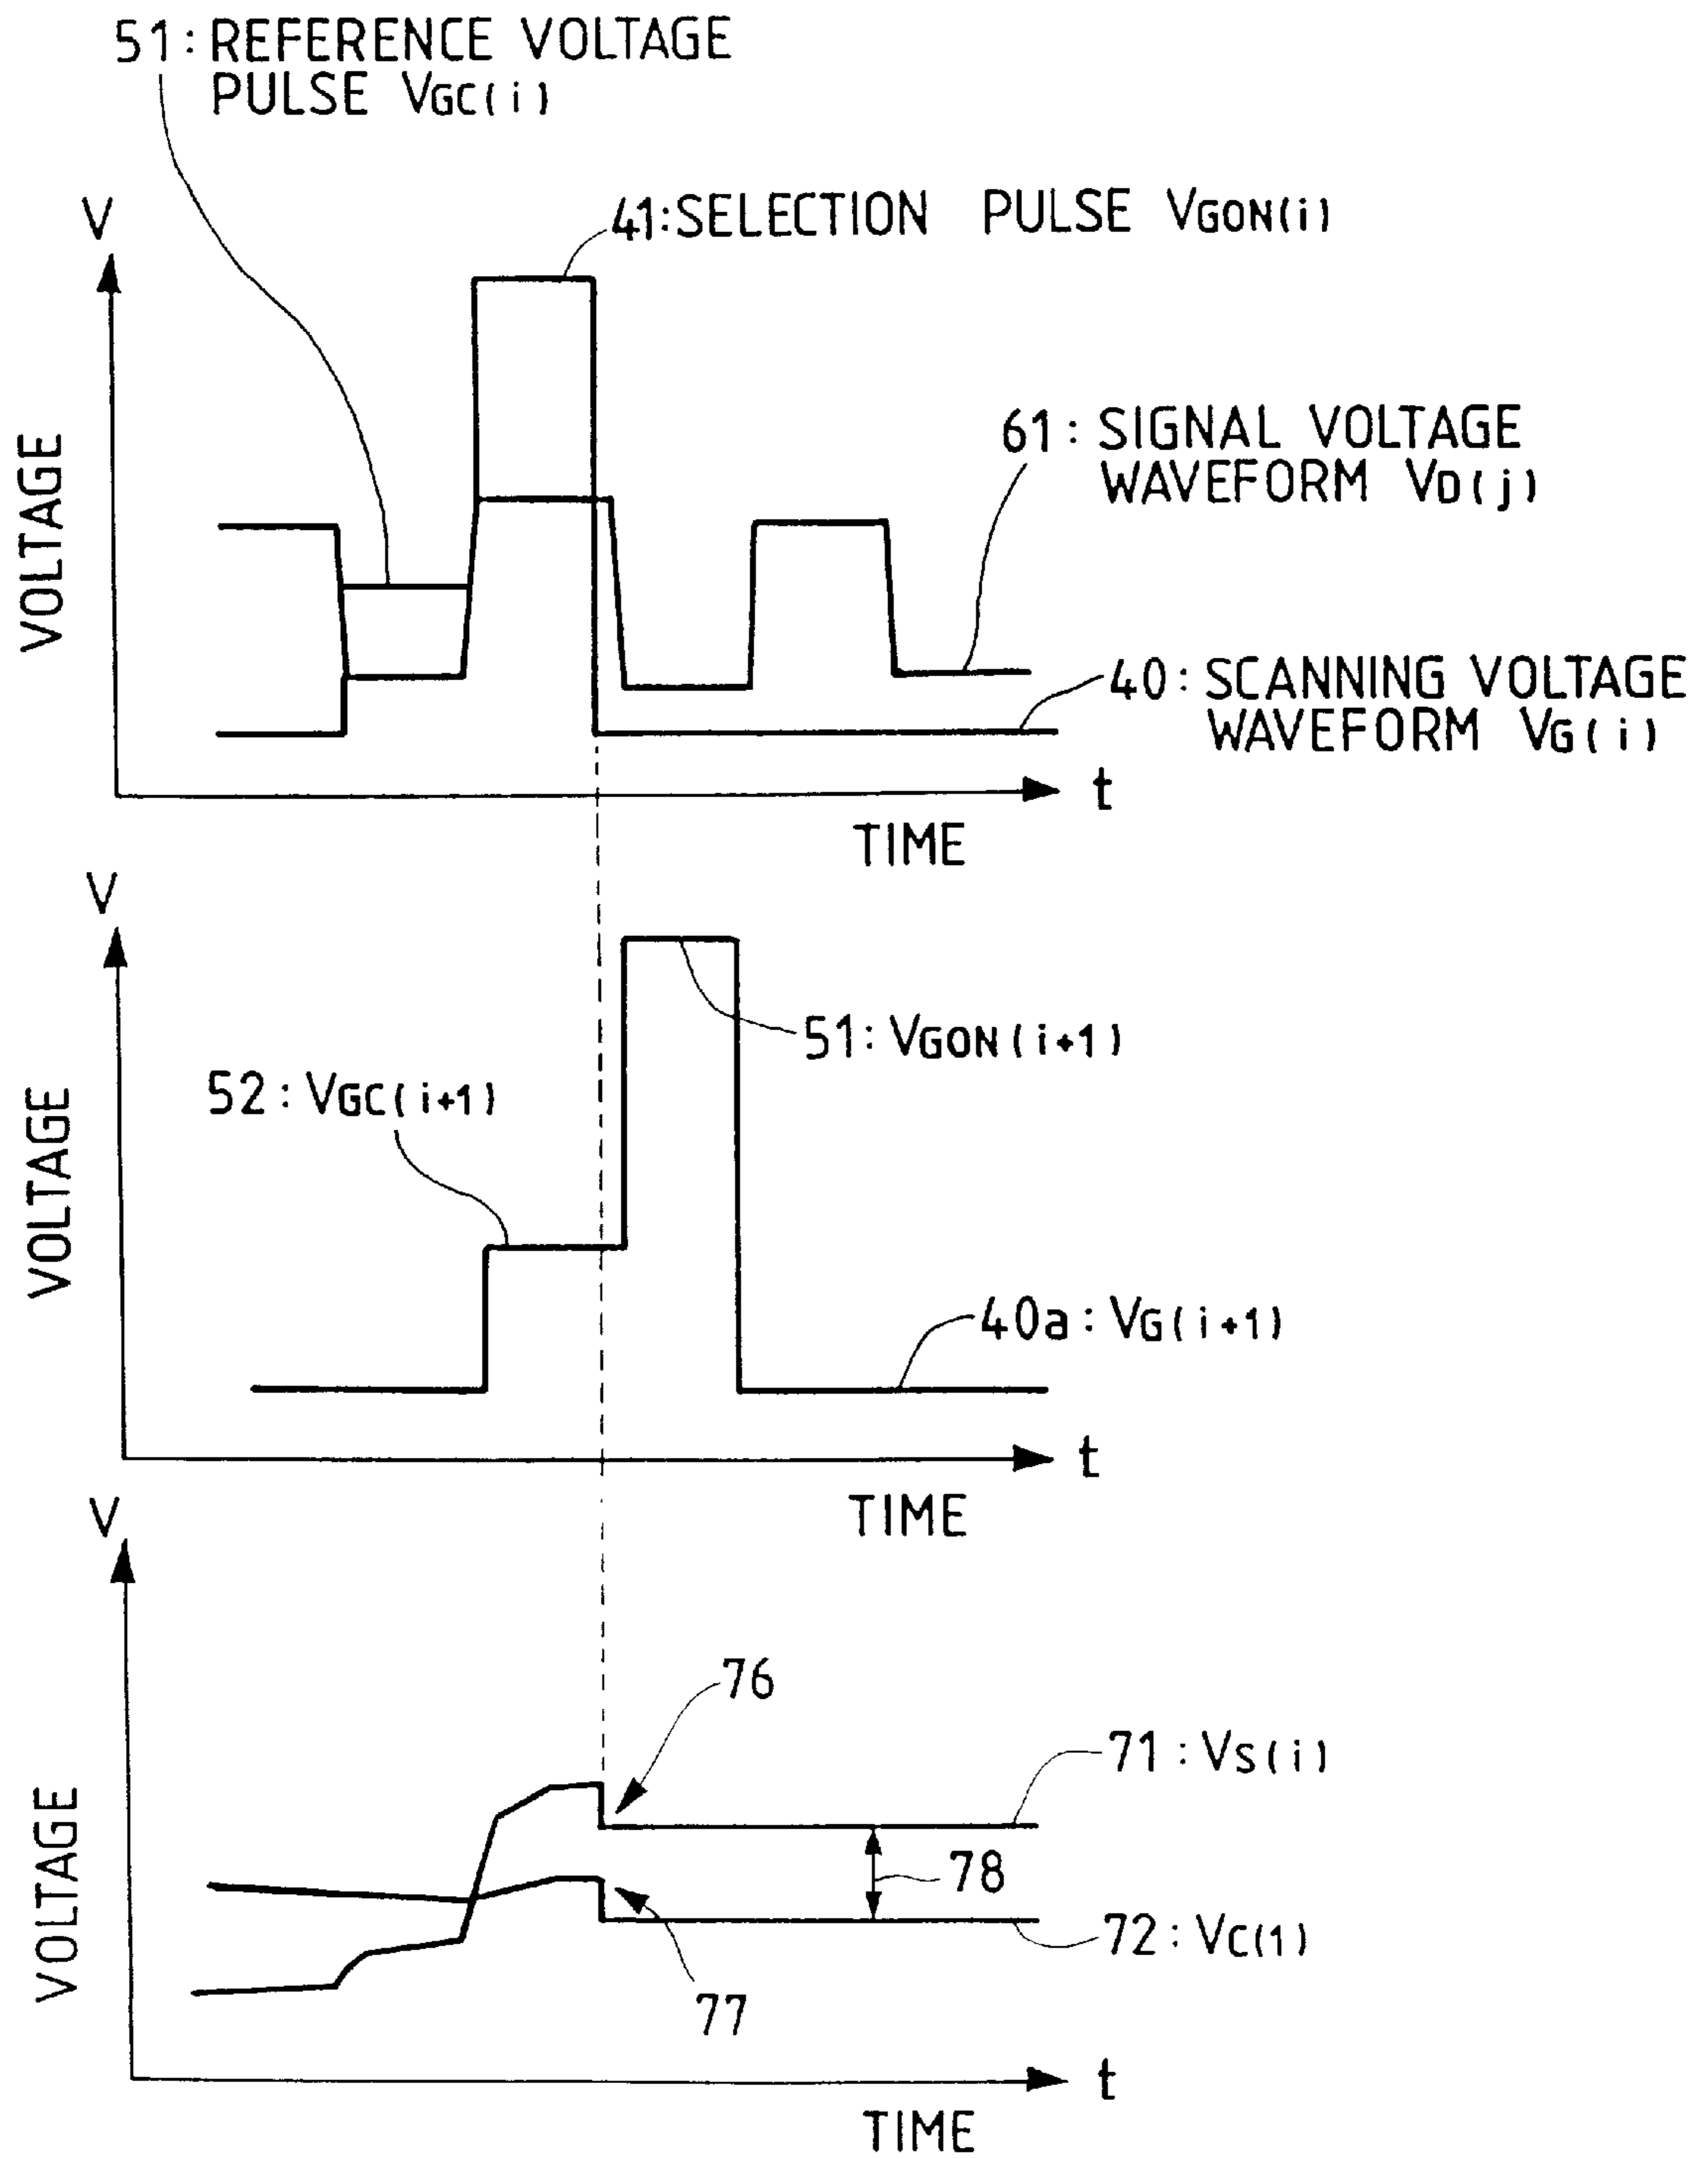 51: REFERENCE VOLTAGE
PULSE VGC(i)
V
41:SELECTION PULSE VGON(i)
61: SIGNAL VOLTAGE
WAVEFORM VD(j)
VOLTAGE
40: SCANNING VOLTAGE
WAVEFORM VG(i)
t
TIME
V
51: VGON(i+1)
52: VGC(i+1)
VOLTAGE
40a: VG(i+1)
t
TIME
V
76
71: VS(i)
78
VOLTAGE
72: VC(1)
77
t
TIME